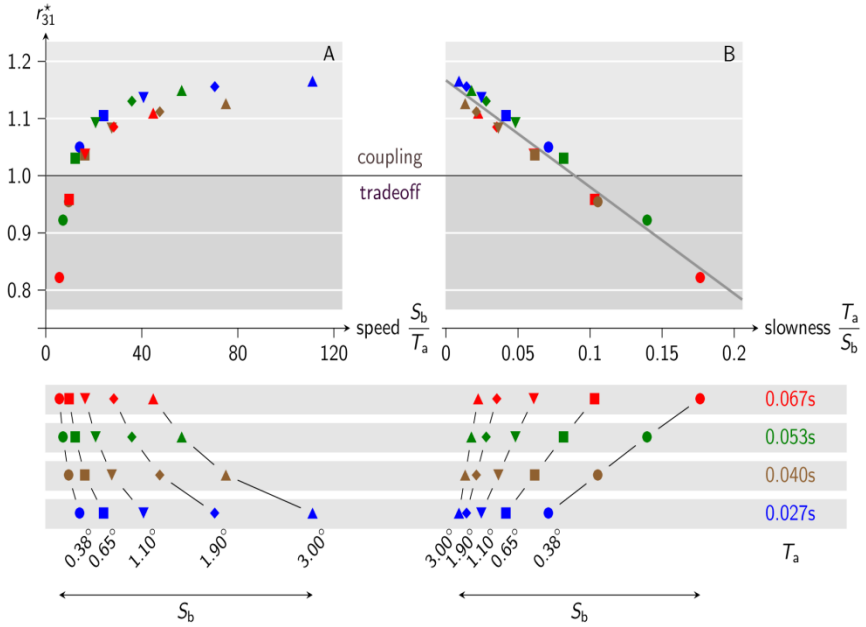 r*31
A
B
1.2
1.1
1.0
0.9
0.8
coupling
tradeoff
0
40
80
120
speed Sb/Ta
0
0.05
0.1
0.15
0.2
slowness Ta/Sb
0.067s
0.053s
0.040s
0.027s
0.38°
0.65°
1.10°
1.90°
3.00°
3.00°
1.90°
1.10°
0.65°
0.38°
Ta
Sb
Sb